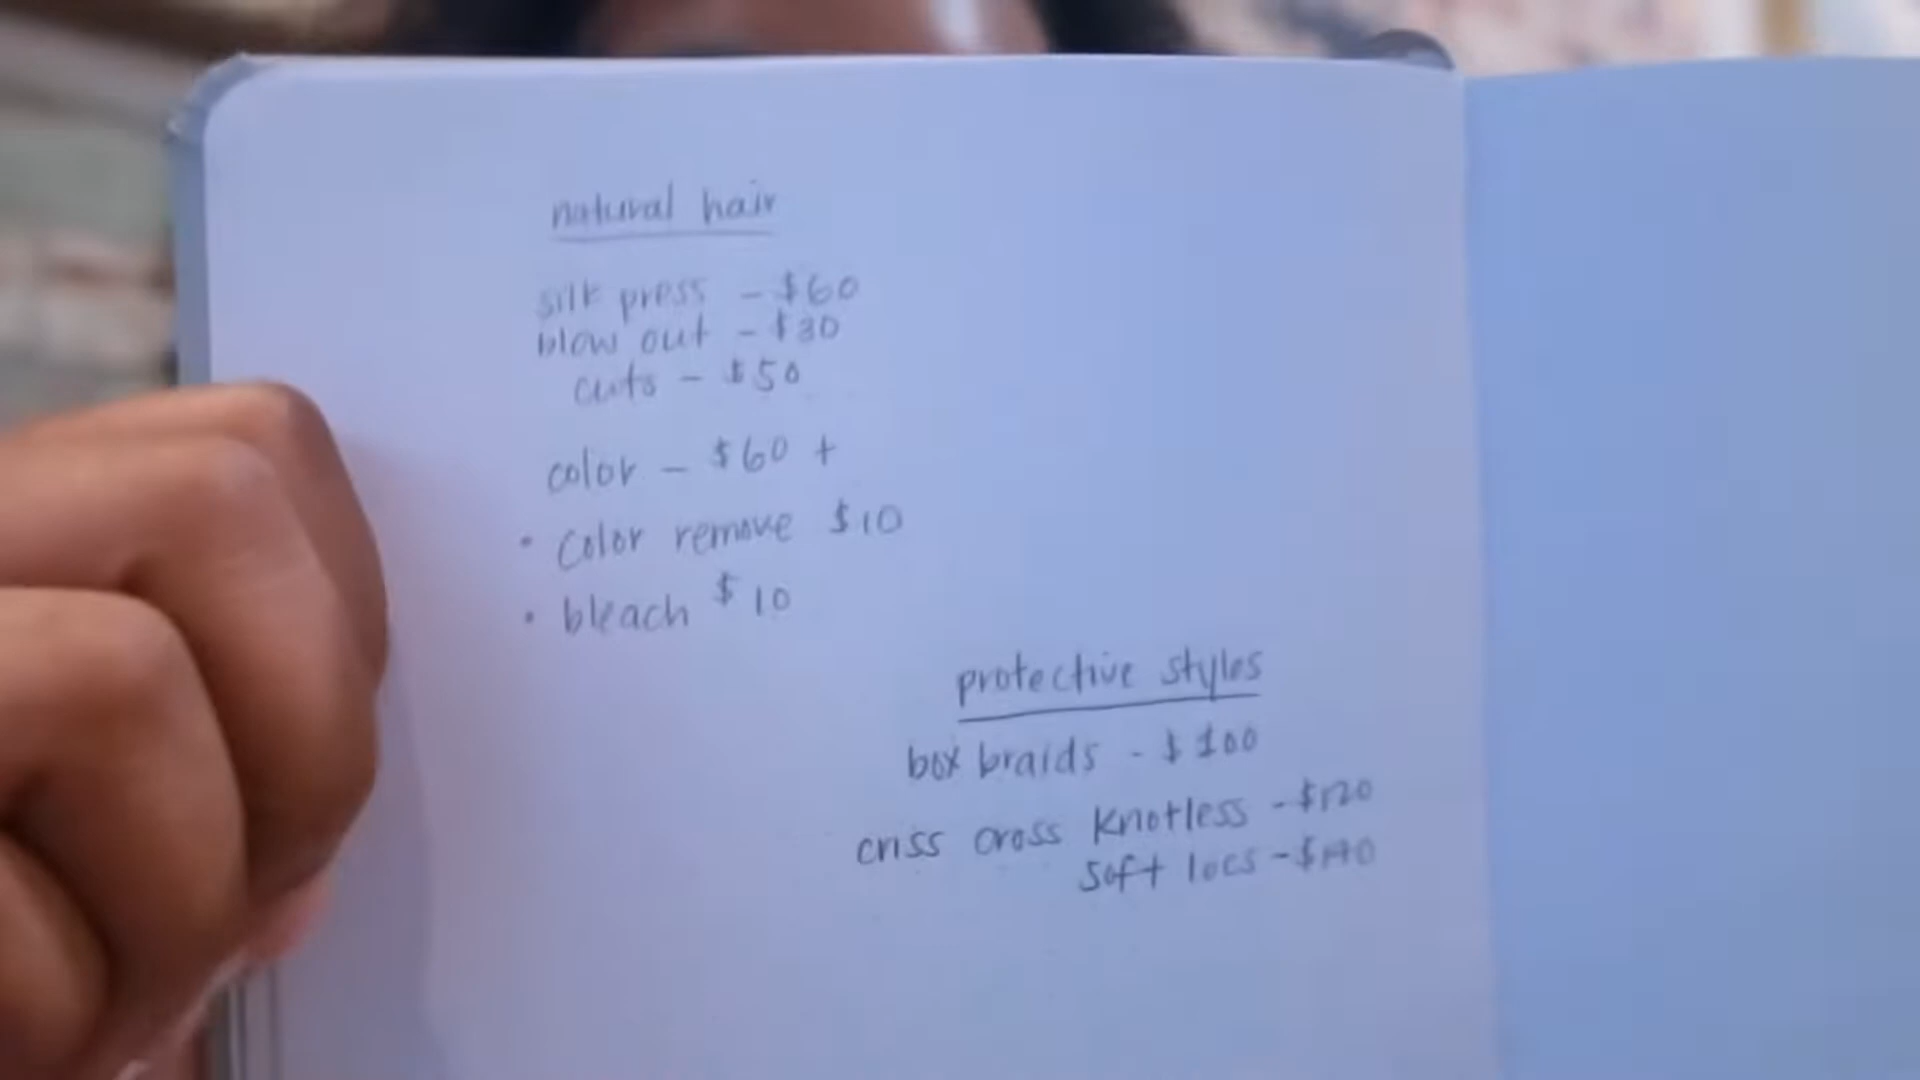 natural hair
silk press - $60
blow out - $30
cuts - $50
color - $60 +
• color remove $10
• bleach $10
protective styles
box braids - $100
criss cross knotless - $120
soft locs - $140